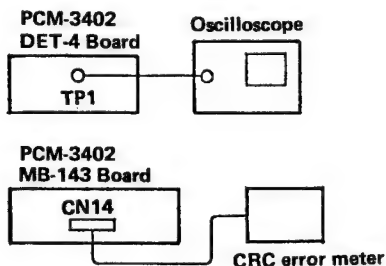 PCM-3402
DET-4 Board
Oscilloscope
TP1
PCM-3402
MB-143 Board
CN14
CRC error meter